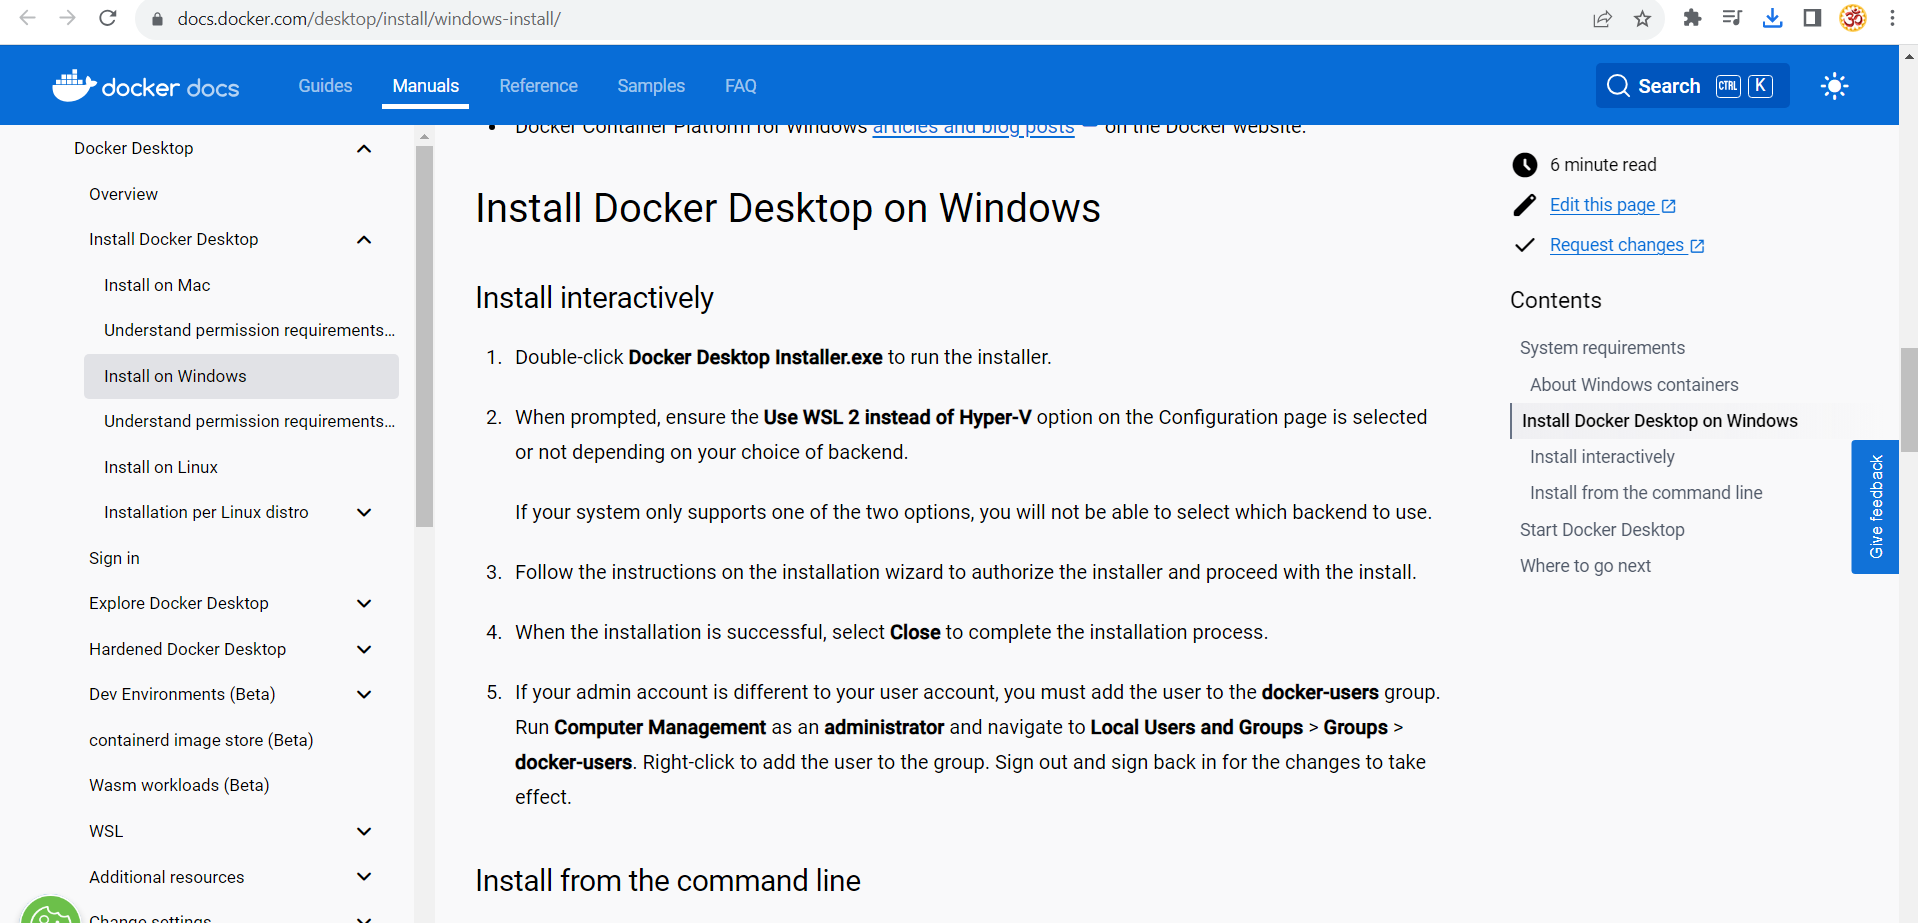 docs.docker.com/desktop/install/windows-install/
docker docs
Guides
Manuals
Reference
Samples
FAQ
Search CTRL K
Docker Desktop
Overview
Install Docker Desktop
Install on Mac
Understand permission requirements...
Install on Windows
Understand permission requirements...
Install on Linux
Installation per Linux distro
Sign in
Explore Docker Desktop
Hardened Docker Desktop
Dev Environments (Beta)
containerd image store (Beta)
Wasm workloads (Beta)
WSL
Additional resources
Change settings
• Docker Container Platform for Windows articles and blog posts on the Docker website.
Install Docker Desktop on Windows
Install interactively
1. Double-click Docker Desktop Installer.exe to run the installer.
2. When prompted, ensure the Use WSL 2 instead of Hyper-V option on the Configuration page is selected
or not depending on your choice of backend.
If your system only supports one of the two options, you will not be able to select which backend to use.
3. Follow the instructions on the installation wizard to authorize the installer and proceed with the install.
4. When the installation is successful, select Close to complete the installation process.
5. If your admin account is different to your user account, you must add the user to the docker-users group.
Run Computer Management as an administrator and navigate to Local Users and Groups > Groups >
docker-users. Right-click to add the user to the group. Sign out and sign back in for the changes to take
effect.
Install from the command line
6 minute read
Edit this page
Request changes
Contents
System requirements
About Windows containers
Install Docker Desktop on Windows
Install interactively
Install from the command line
Start Docker Desktop
Where to go next
Give feedback